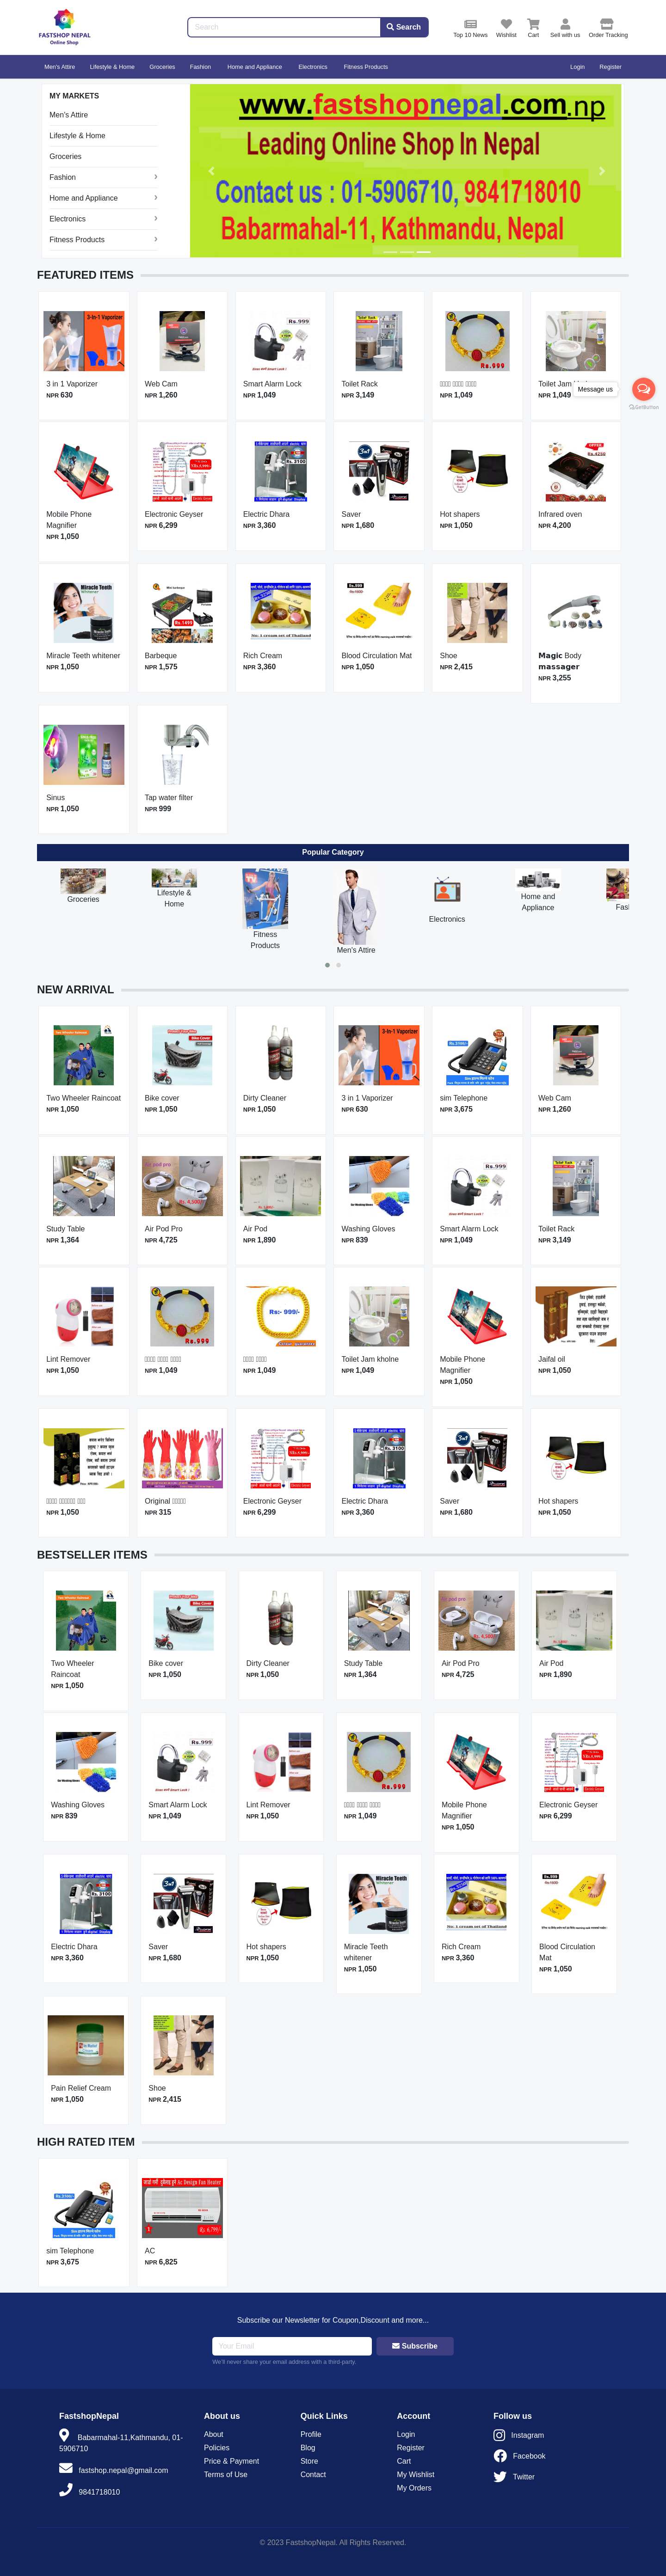 FASTSHOP NEPAL
Online Shop
Search
Search
Top 10 News
Wishlist
Cart
Sell with us
Order Tracking
Men's Attire
Lifestyle & Home
Groceries
Fashion
Home and Appliance
Electronics
Fitness Products
Login
Register
MY MARKETS
Men's Attire
Lifestyle & Home
Groceries
Fashion
Home and Appliance
Electronics
Fitness Products
www.fastshopnepal.com.np
Leading Online Shop In Nepal
Contact us : 01-5906710, 9841718010
Babarmahal-11, Kathmandu, Nepal
FEATURED ITEMS
3 in 1 Vaporizer
NPR 630
Web Cam
NPR 1,260
Smart Alarm Lock
NPR 1,049
Toilet Rack
NPR 3,149
NPR 1,049
Toilet Jam
NPR 1,049
Message us
GetButton
Mobile Phone
Magnifier
NPR 1,050
Electronic Geyser
NPR 6,299
Electric Dhara
NPR 3,360
Saver
NPR 1,680
Hot shapers
NPR 1,050
Infrared oven
NPR 4,200
Miracle Teeth whitener
NPR 1,050
Barbeque
NPR 1,575
Rich Cream
NPR 3,360
Blood Circulation Mat
NPR 1,050
Shoe
NPR 2,415
Magic Body
massager
NPR 3,255
Sinus
NPR 1,050
Tap water filter
NPR 999
Popular Category
Groceries
Lifestyle &
Home
Fitness
Products
Men's Attire
Electronics
Home and
Appliance
NEW ARRIVAL
Two Wheeler Raincoat
NPR 1,050
Bike cover
NPR 1,050
Dirty Cleaner
NPR 1,050
3 in 1 Vaporizer
NPR 630
sim Telephone
NPR 3,675
Web Cam
NPR 1,260
Study Table
NPR 1,364
Air Pod Pro
NPR 4,725
Air Pod
NPR 1,890
Washing Gloves
NPR 839
Smart Alarm Lock
NPR 1,049
Toilet Rack
NPR 3,149
Lint Remover
NPR 1,050
NPR 1,049
NPR 1,049
Toilet Jam kholne
NPR 1,049
Mobile Phone
Magnifier
NPR 1,050
Jaifal oil
NPR 1,050
NPR 1,050
Original
NPR 315
Electronic Geyser
NPR 6,299
Electric Dhara
NPR 3,360
Saver
NPR 1,680
Hot shapers
NPR 1,050
BESTSELLER ITEMS
Two Wheeler
Raincoat
NPR 1,050
Bike cover
NPR 1,050
Dirty Cleaner
NPR 1,050
Study Table
NPR 1,364
Air Pod Pro
NPR 4,725
Air Pod
NPR 1,890
Washing Gloves
NPR 839
Smart Alarm Lock
NPR 1,049
Lint Remover
NPR 1,050
NPR 1,049
Mobile Phone
Magnifier
NPR 1,050
Electronic Geyser
NPR 6,299
Electric Dhara
NPR 3,360
Saver
NPR 1,680
Hot shapers
NPR 1,050
Miracle Teeth
whitener
NPR 1,050
Rich Cream
NPR 3,360
Blood Circulation
Mat
NPR 1,050
Pain Relief Cream
NPR 1,050
Shoe
NPR 2,415
HIGH RATED ITEM
sim Telephone
NPR 3,675
AC
NPR 6,825
Subscribe our Newsletter for Coupon,Discount and more...
Your Email
Subscribe
We'll never share your email address with a third-party.
FastshopNepal
Babarmahal-11,Kathmandu, 01-
5906710
fastshop.nepal@gmail.com
9841718010
About us
About
Policies
Price & Payment
Terms of Use
Quick Links
Profile
Blog
Store
Contact
Account
Login
Register
Cart
My Wishlist
My Orders
Follow us
Instagram
Facebook
Twitter
© 2023 FastshopNepal. All Rights Reserved.